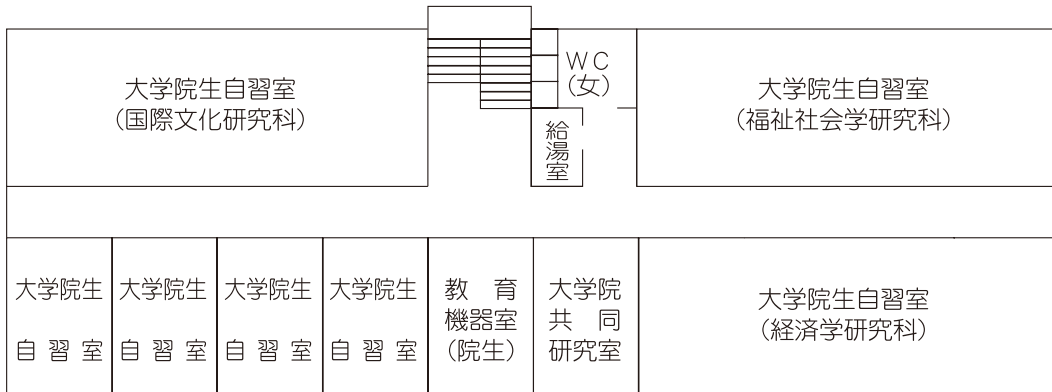 大学院生自習室
(国際文化研究科)
WC
(女)
給湯室
大学院生自習室
(福祉社会学研究科)
大学院生
自習室
大学院生
自習室
大学院生
自習室
大学院生
自習室
教育
機器室
(院生)
大学院
共同
研究室
大学院生自習室
(経済学研究科)